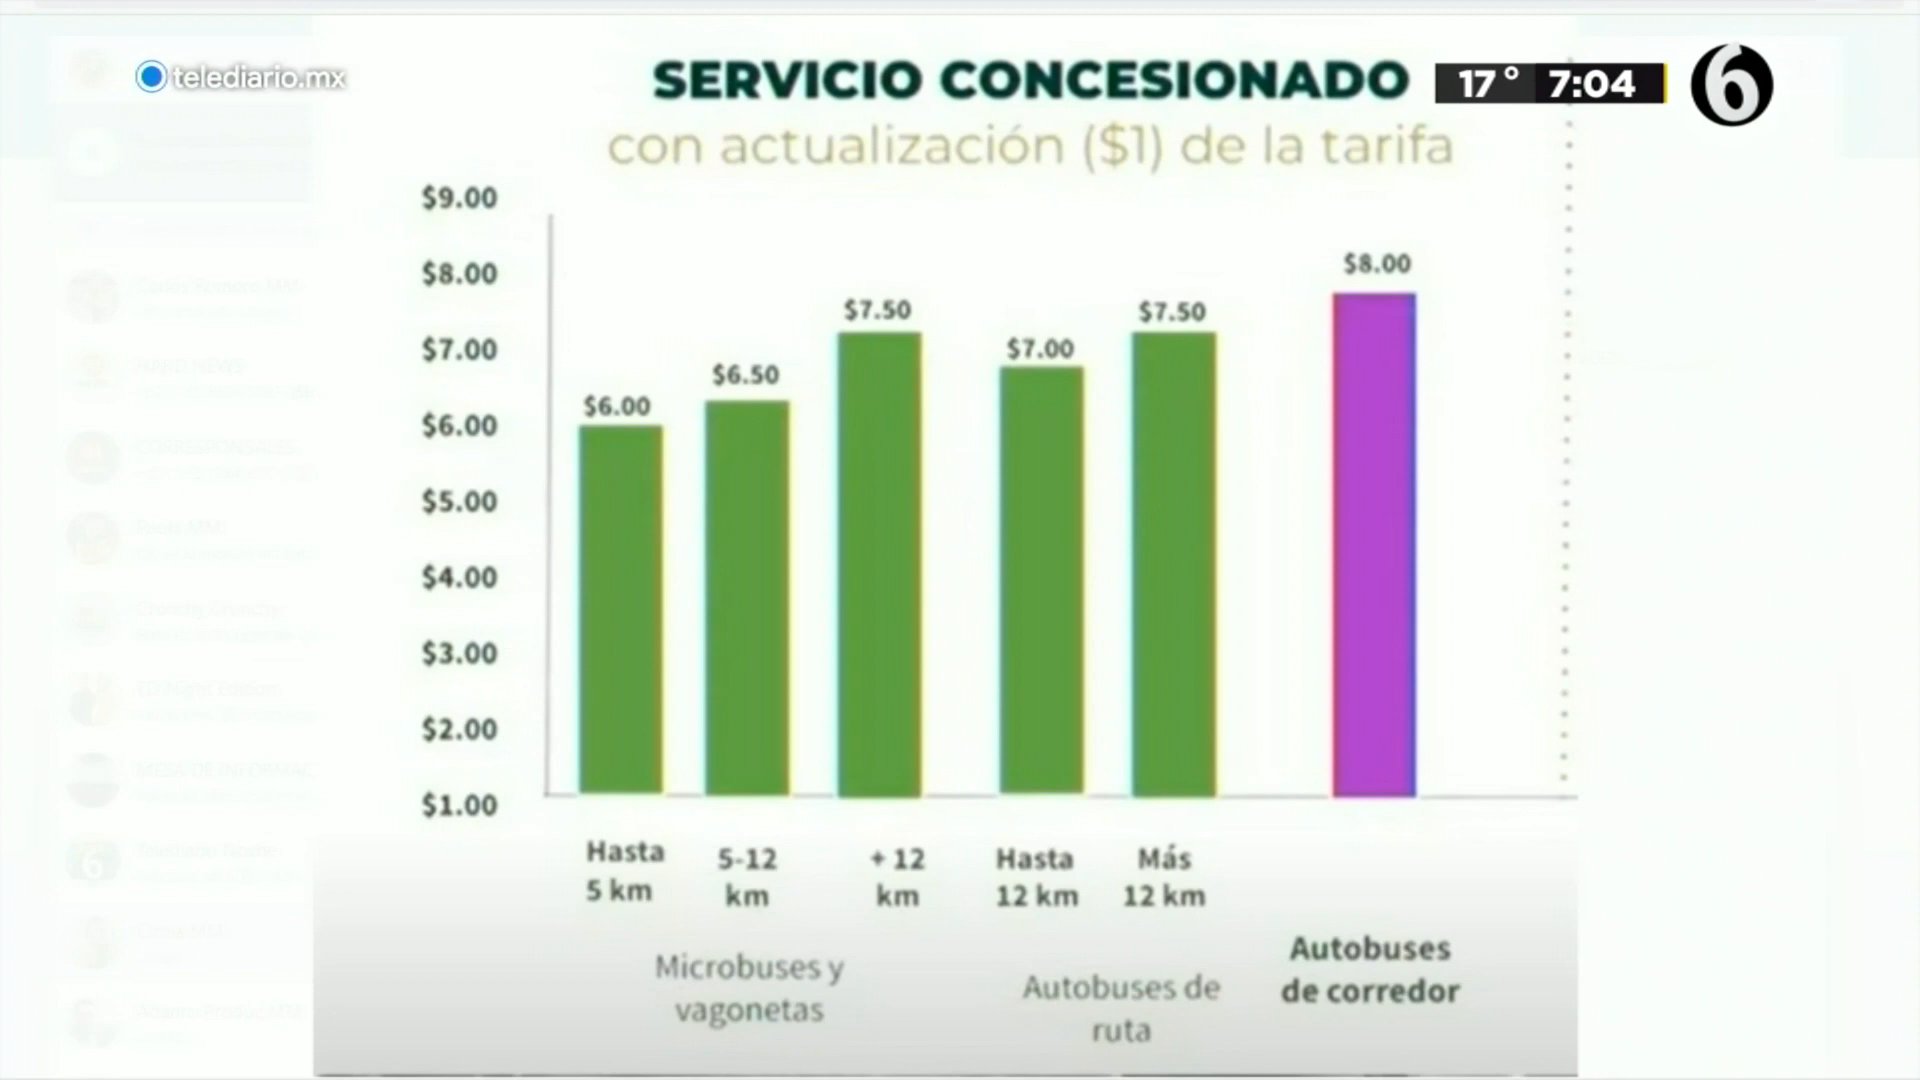 telediario.mx
SERVICIO CONCESIONADO
17° 7:04
6
con actualización ($1) de la tarifa
$9.00
$8.00
$7.00
$6.00
$5.00
$4.00
$3.00
$2.00
$1.00
$6.00
$6.50
$7.50
$7.00
$7.50
$8.00
Hasta
5 km
5-12
km
+ 12
km
Hasta
12 km
Más
12 km
Microbuses y
vagonetas
Autobuses de
ruta
Autobuses
de corredor